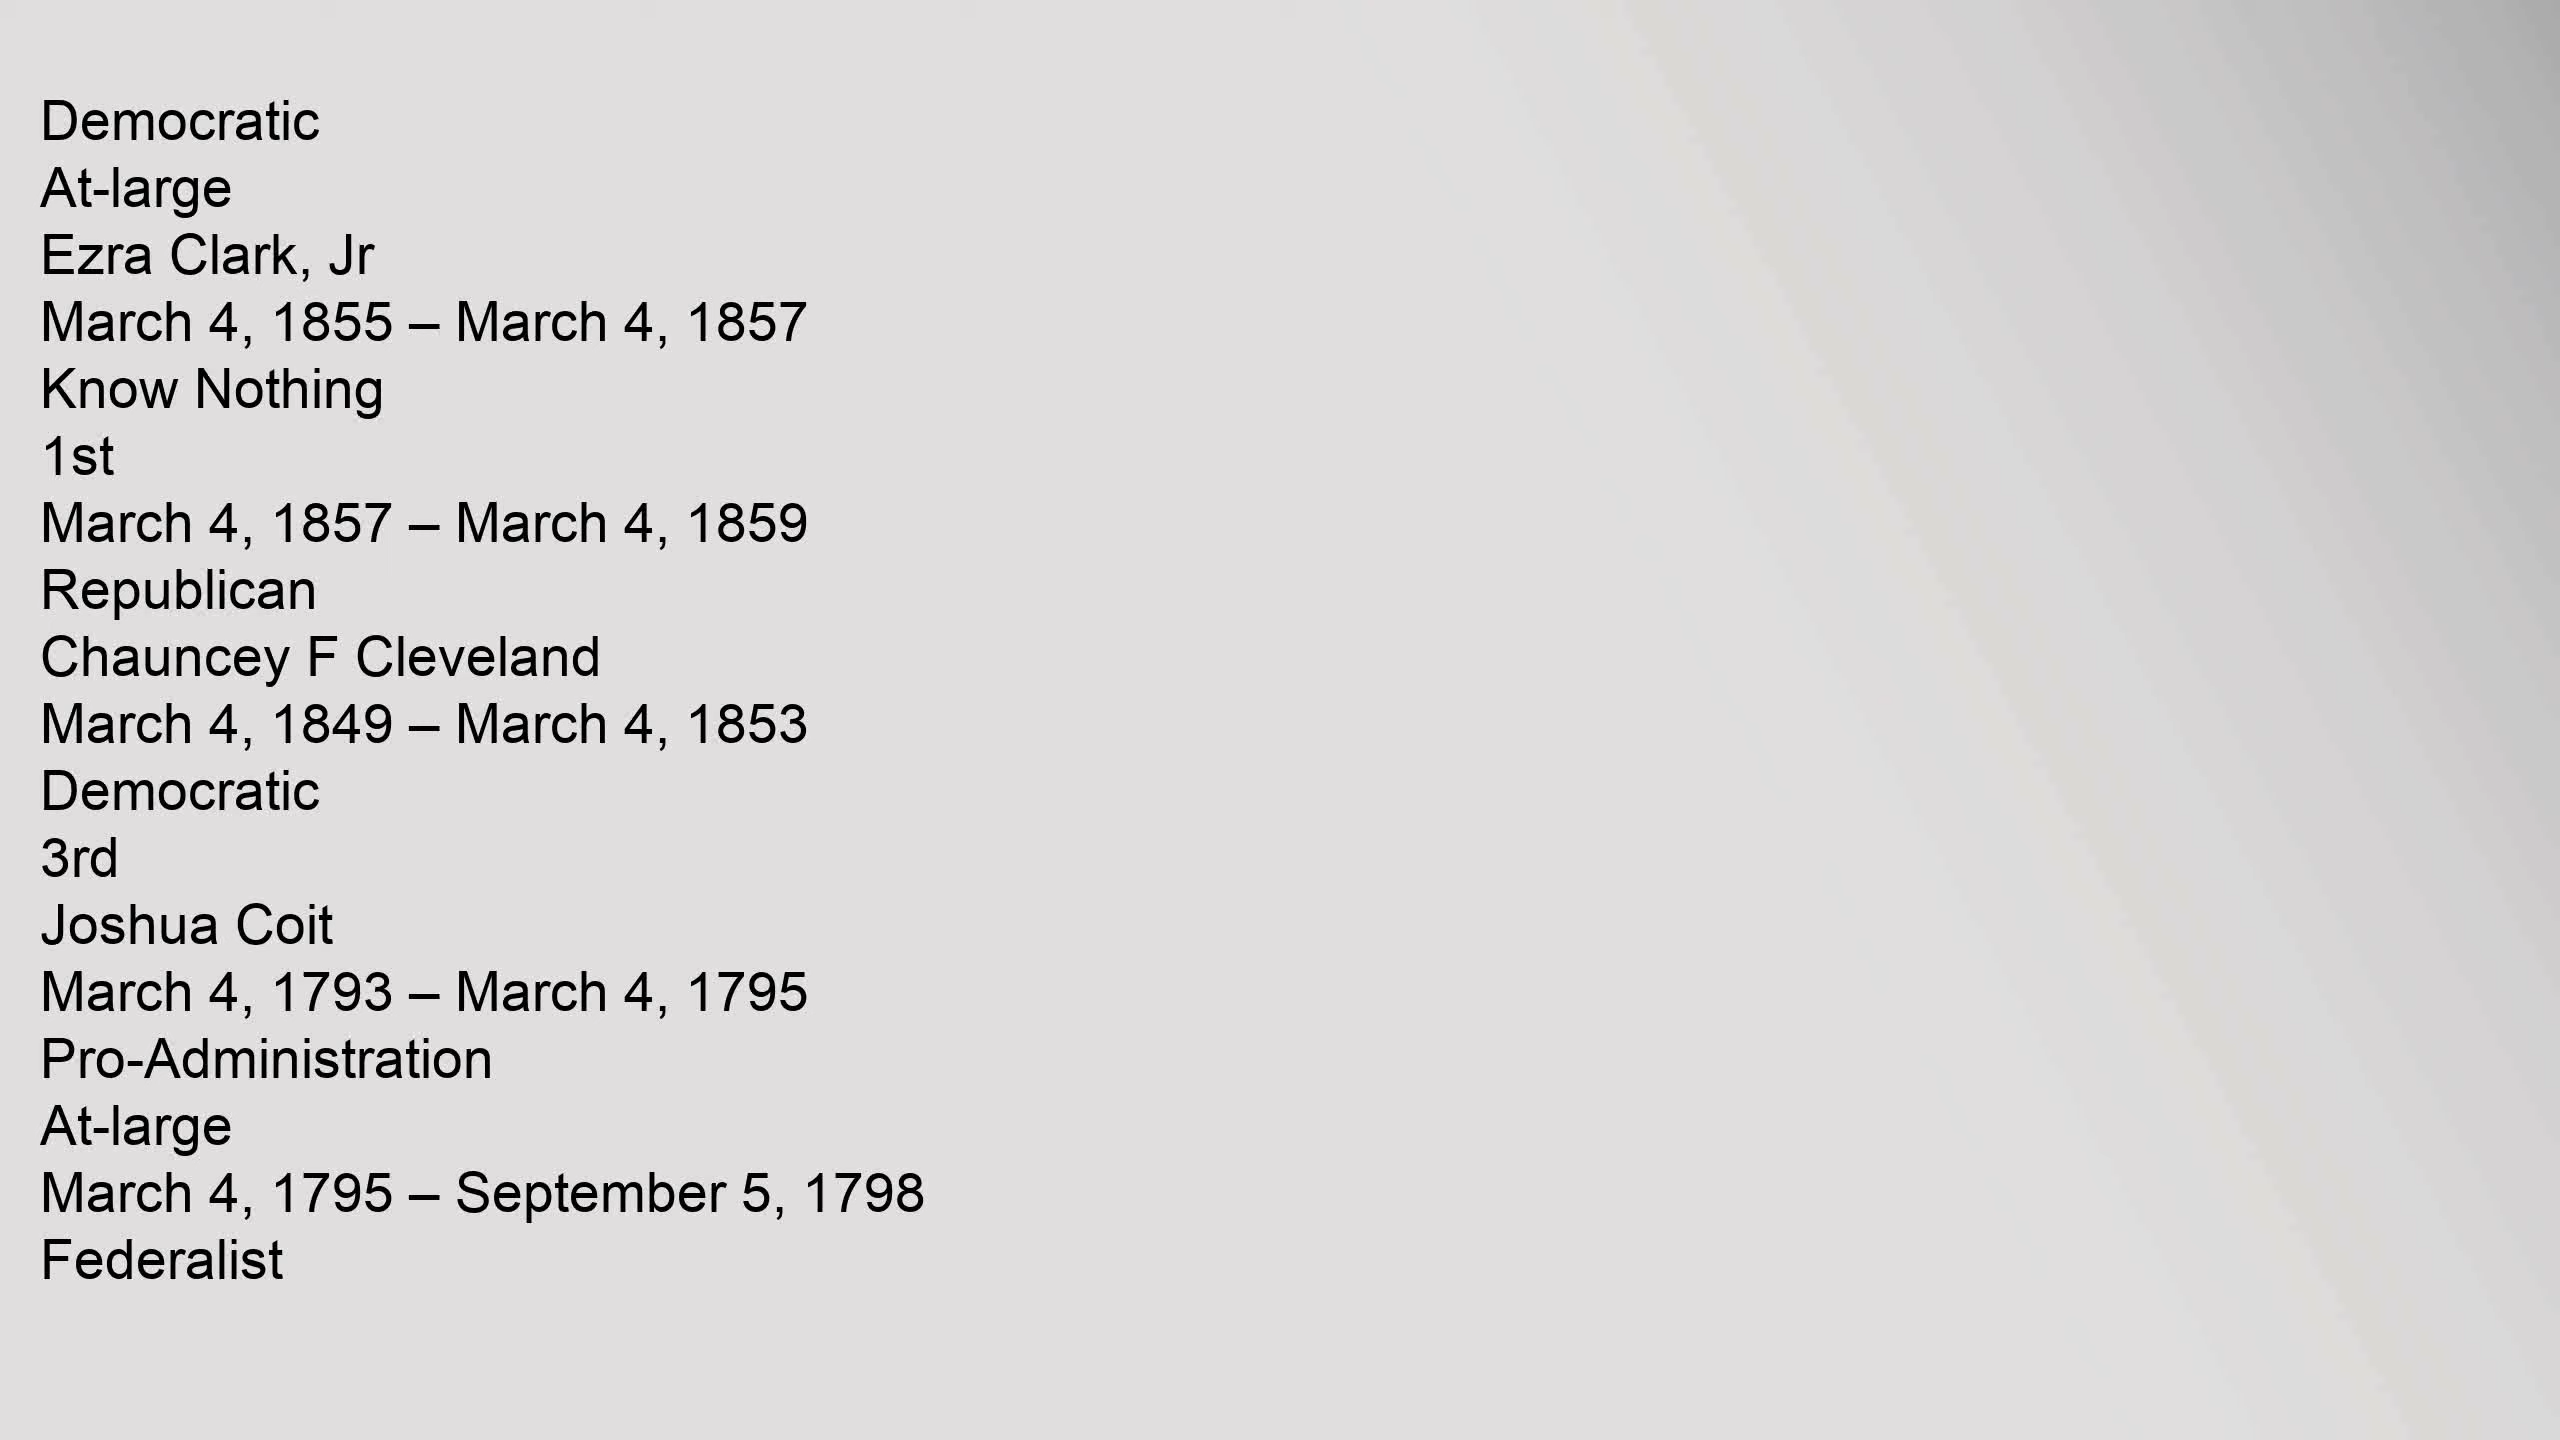 Democratic
At-large
Ezra Clark, Jr
March 4, 1855 – March 4, 1857
Know Nothing
1st
March 4, 1857 – March 4, 1859
Republican
Chauncey F Cleveland
March 4, 1849 – March 4, 1853
Democratic
3rd
Joshua Coit
March 4, 1793 – March 4, 1795
Pro-Administration
At-large
March 4, 1795 – September 5, 1798
Federalist